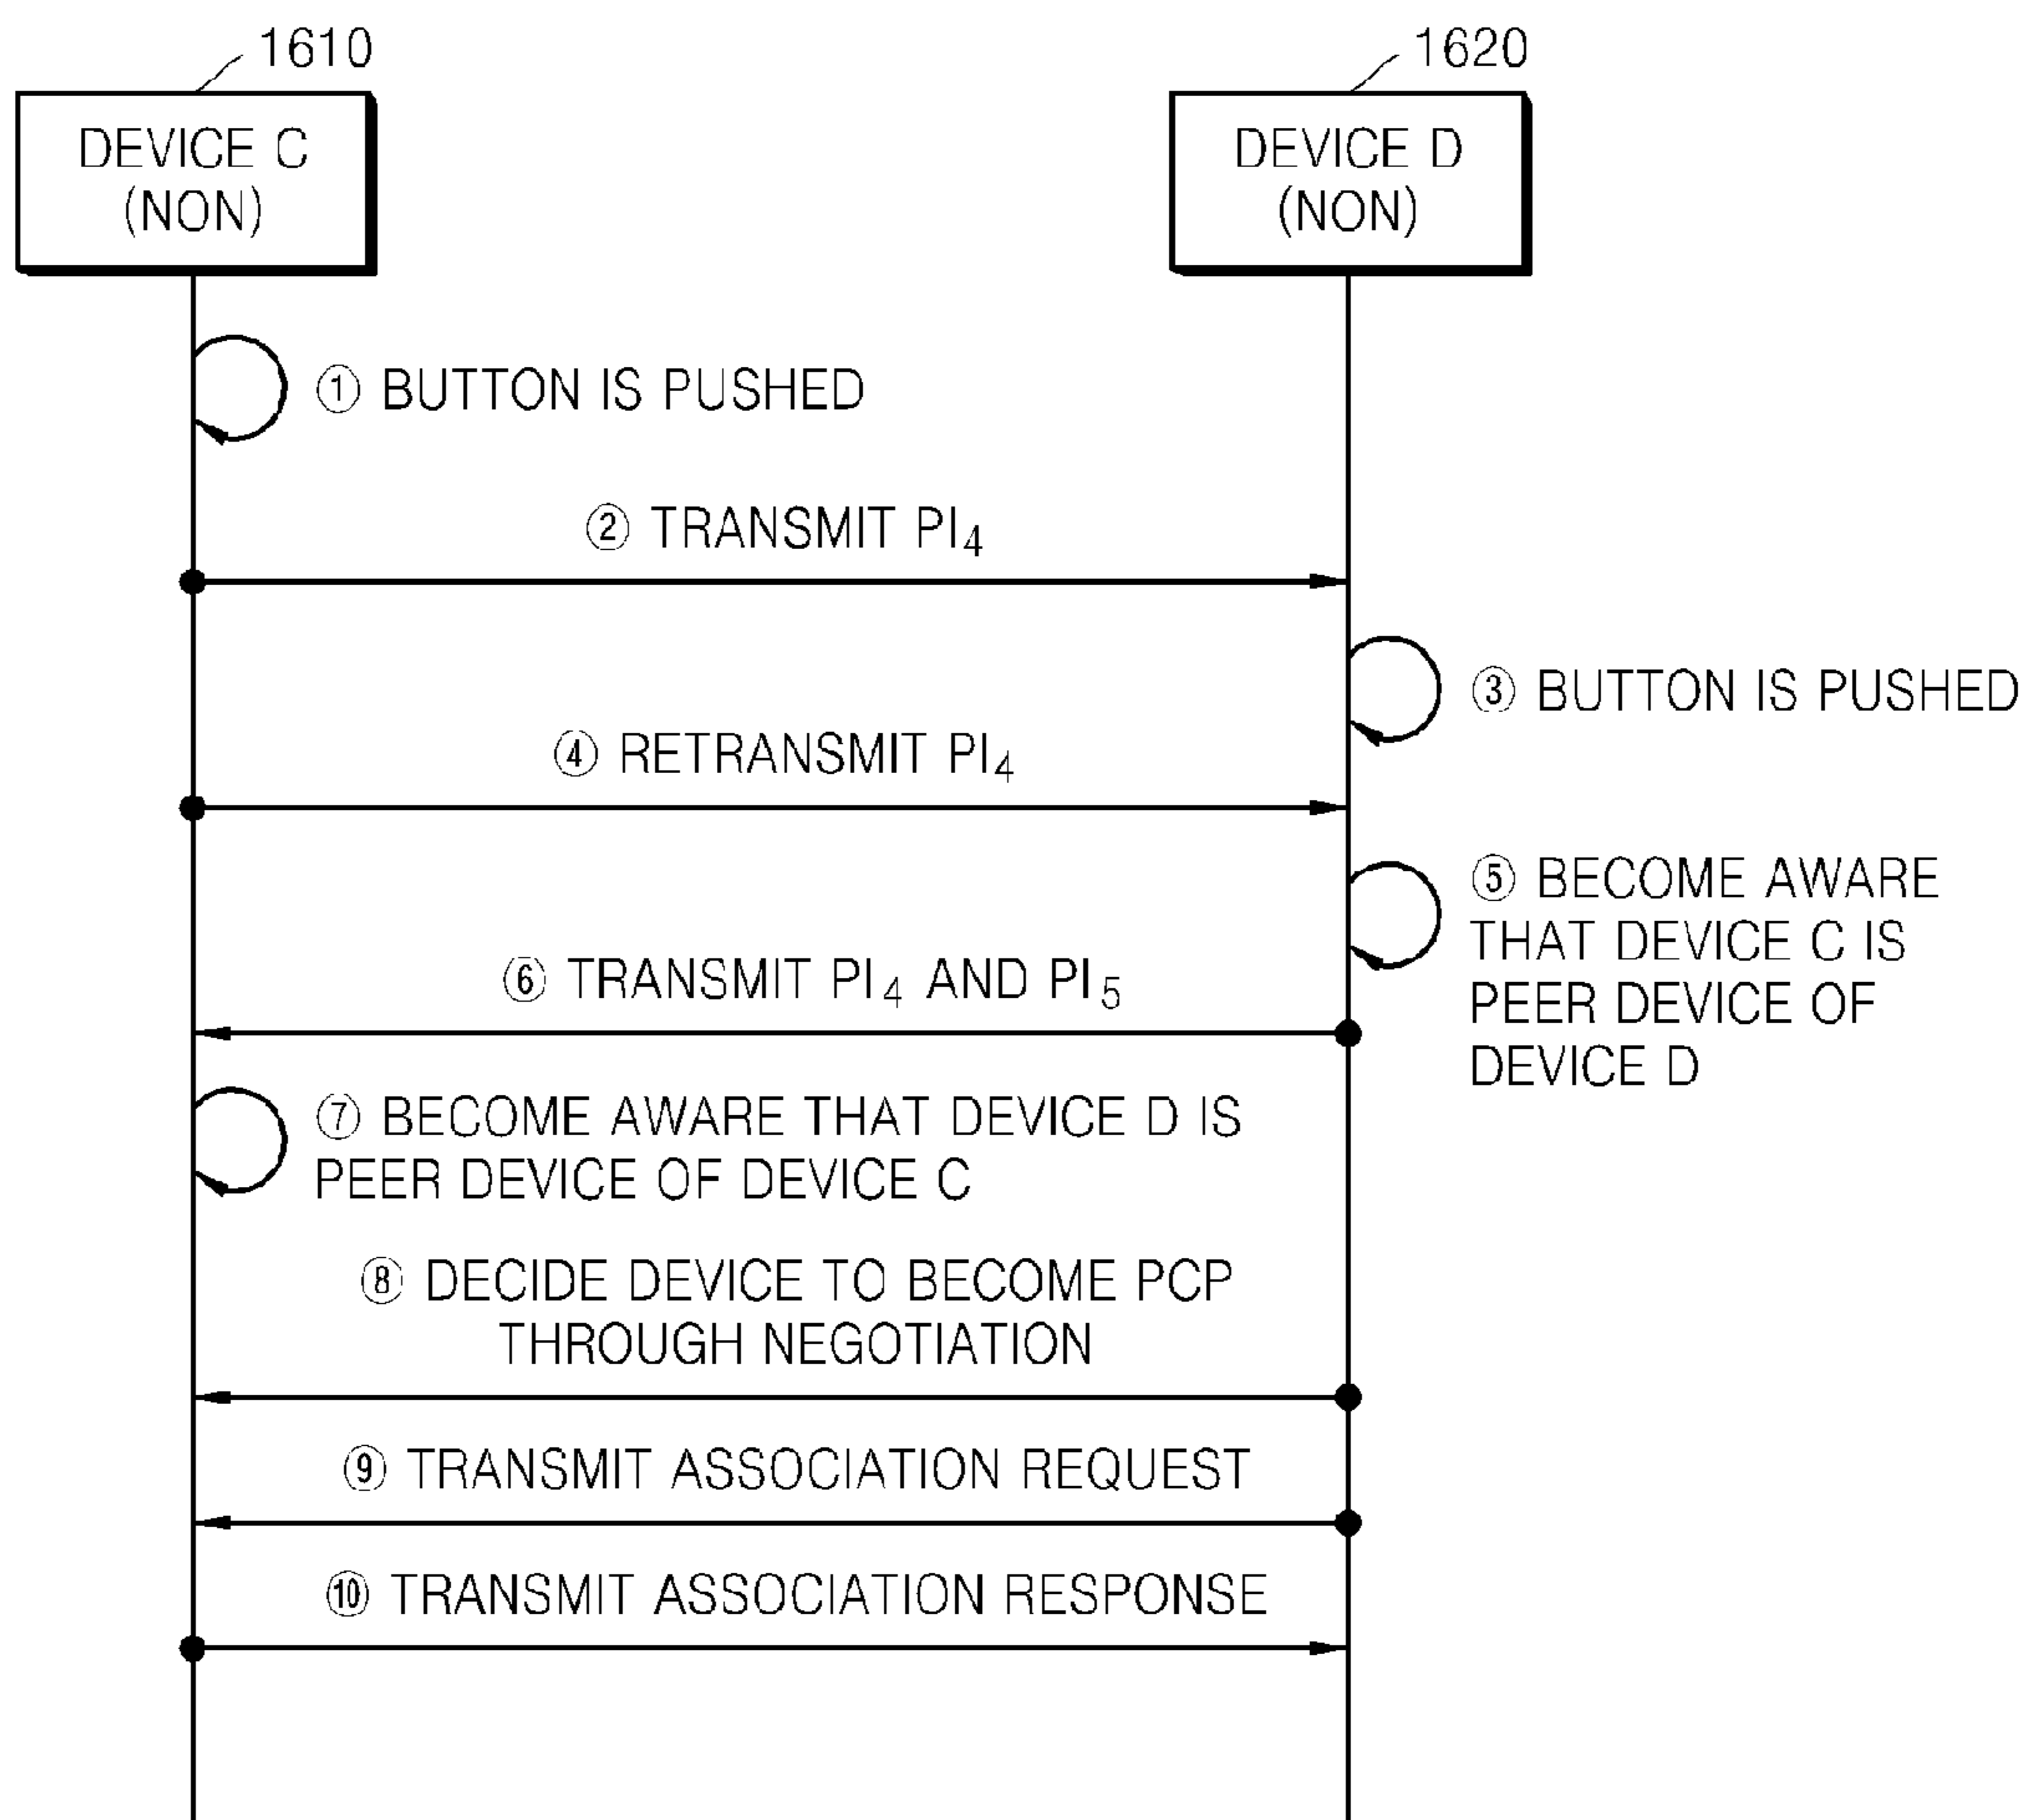 1610
1620
DEVICE C
(NON)
DEVICE D
(NON)
① BUTTON IS PUSHED
② TRANSMIT PI₄
③ BUTTON IS PUSHED
④ RETRANSMIT PI₄
⑤ BECOME AWARE
THAT DEVICE C IS
PEER DEVICE OF
DEVICE D
⑥ TRANSMIT PI₄ AND PI₅
⑦ BECOME AWARE THAT DEVICE D IS
PEER DEVICE OF DEVICE C
⑧ DECIDE DEVICE TO BECOME PCP
THROUGH NEGOTIATION
⑨ TRANSMIT ASSOCIATION REQUEST
⑩ TRANSMIT ASSOCIATION RESPONSE